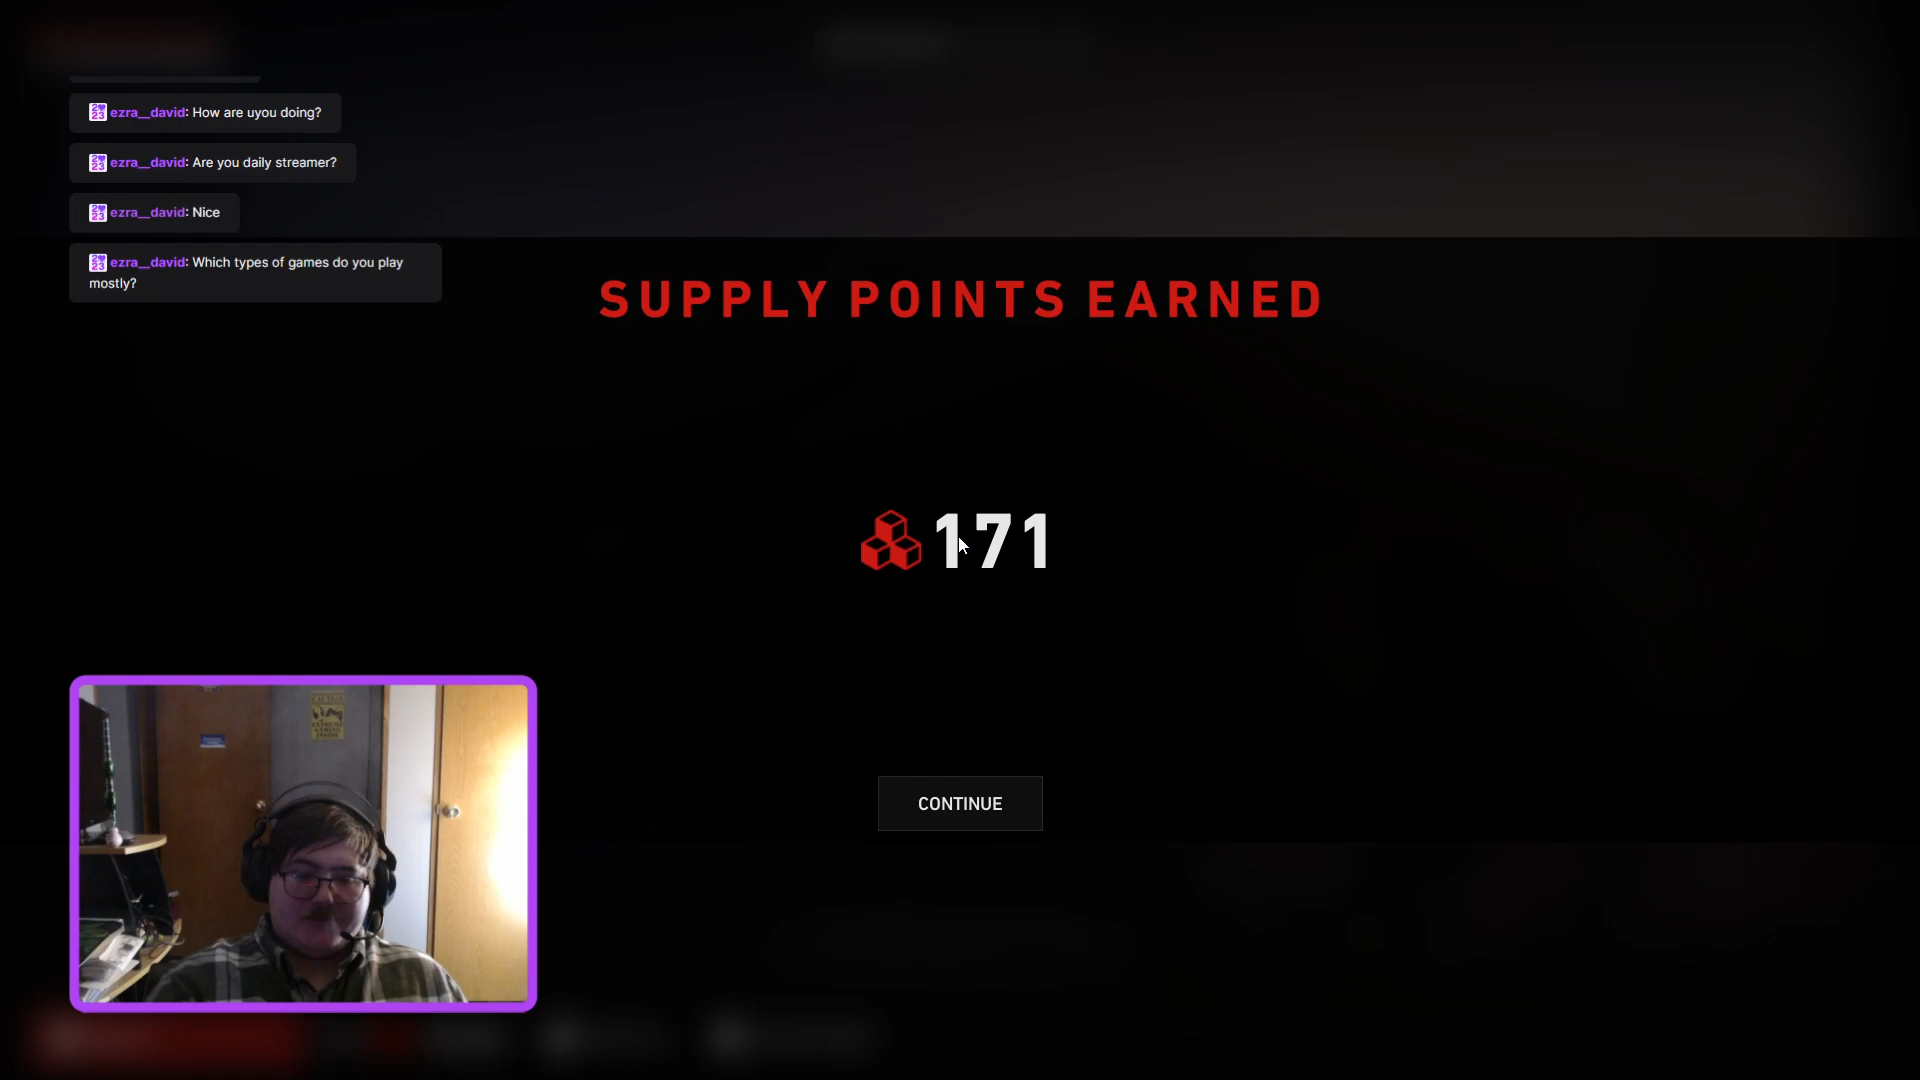 ezra__david: How are uyou doing?
ezra__david: Are you daily streamer?
ezra__david: Nice
ezra__david: Which types of games do you play
mostly?
SUPPLY POINTS EARNED
171
CONTINUE